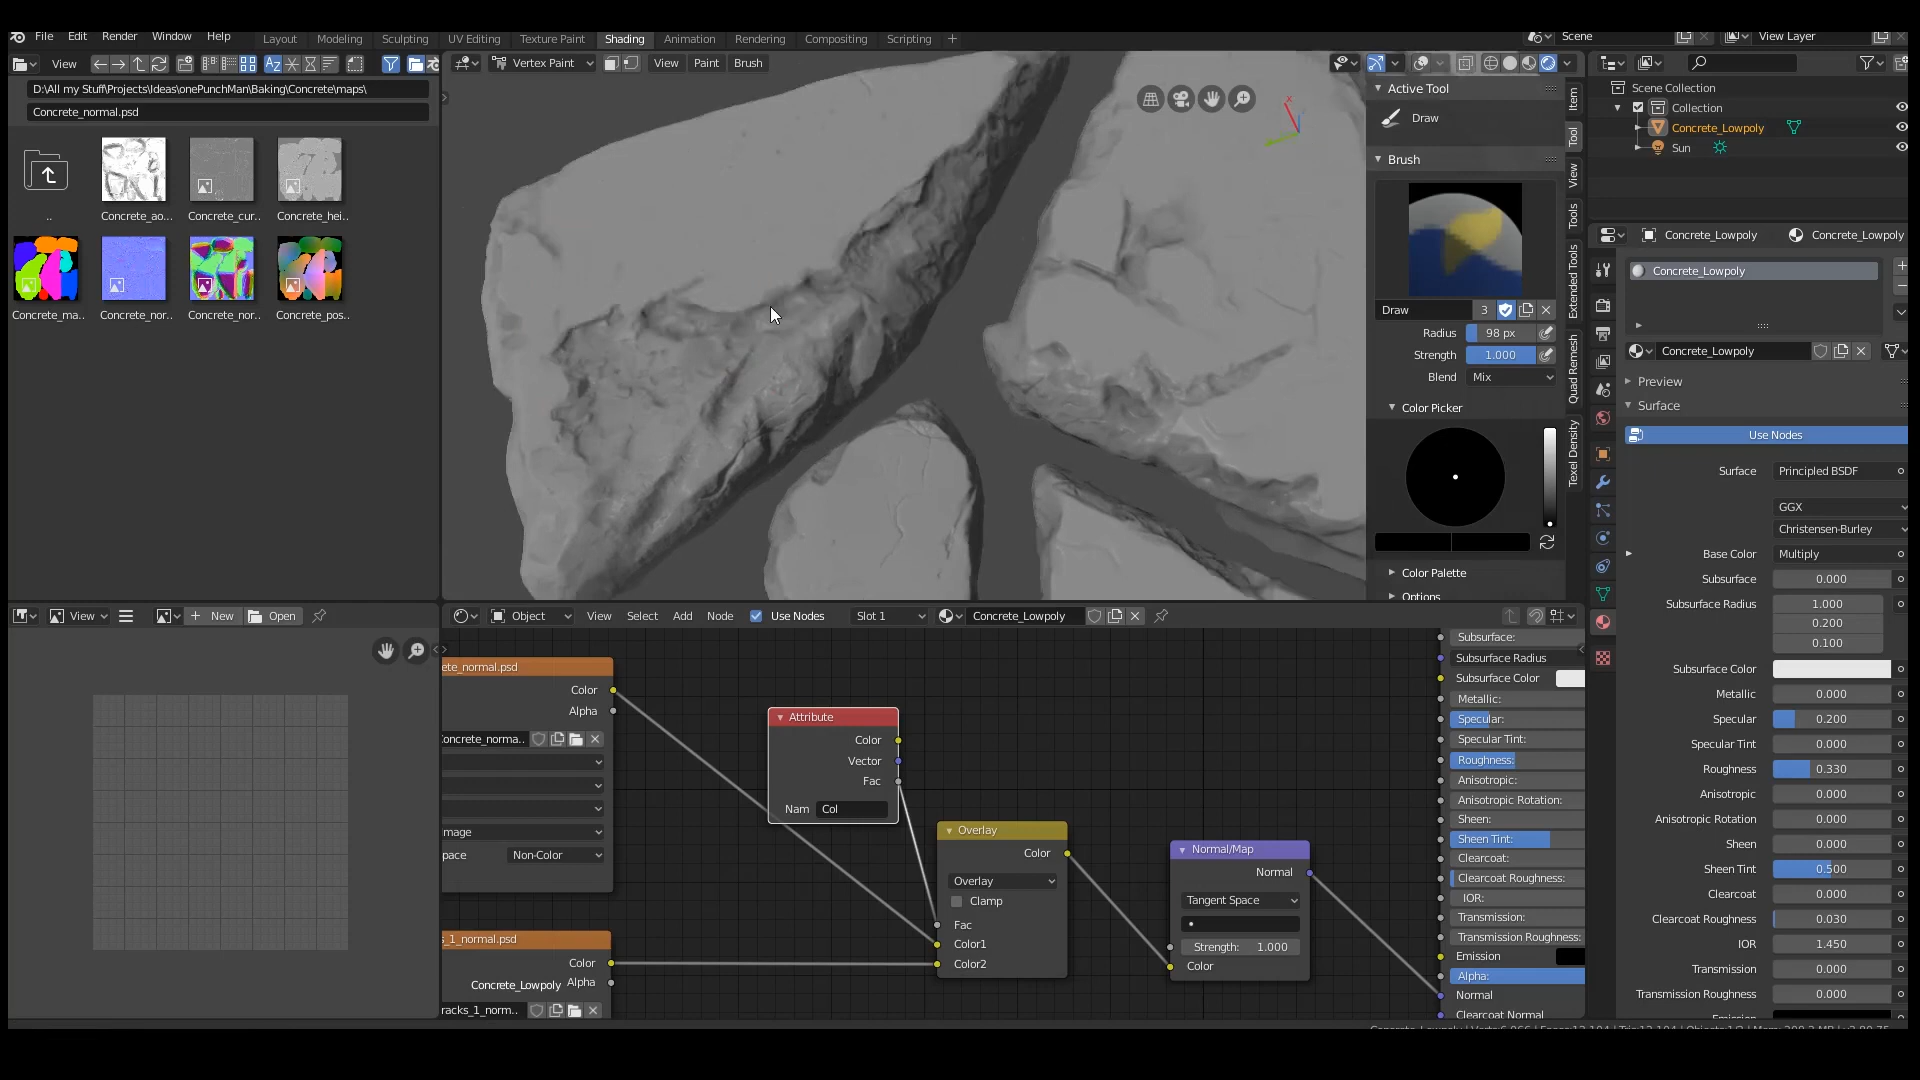 File Edit Render Window Help Layout Modeling Sculpting UV Editing Texture Paint Shading Animation Rendering Compositing Scripting Scene View Layer
View
D:\All my Stuff\Projects\Ideas\onePunchMan\Baking\Concrete\maps\
Concrete_normal.psd
..
Concrete_ao...
Concrete_cur..
Concrete_hei..
Concrete_ma..
Concrete_nor..
Concrete_nor..
Concrete_pos..
Vertex Paint View Paint Brush
Active Tool
Draw
Brush
Draw 3
Radius 98 px
Strength 1.000
Blend Mix
Color Picker
Color Palette
Options
Item
Tool
View
Tools
Extended Tools
Quad Remesh
Texel Density
Scene Collection
Collection
Concrete_Lowpoly
Sun
Concrete_Lowpoly Concrete_Lowpoly
Concrete_Lowpoly
Concrete_Lowpoly
Preview
Surface
Use Nodes
Surface Principled BSDF
GGX
Christensen-Burley
Base Color Multiply
Subsurface 0.000
Subsurface Radius 1.000
0.200
0.100
Subsurface Color
Metallic 0.000
Specular 0.200
Specular Tint 0.000
Roughness 0.330
Anisotropic 0.000
Anisotropic Rotation 0.000
Sheen 0.000
Sheen Tint 0.500
Clearcoat 0.000
Clearcoat Roughness 0.030
IOR 1.450
Transmission 0.000
Transmission Roughness 0.000
View New Open
Object View Select Add Node Use Nodes Slot 1 Concrete_Lowpoly
ete_normal.psd
Color
Alpha
Concrete_norma..
mage
pace Non-Color
s_1_normal.psd
Color
Alpha
Concrete_Lowpoly
racks_1_norm..
Attribute
Color
Vector
Fac
Nam Col
Overlay
Color
Overlay
Clamp
Fac
Color1
Color2
Normal/Map
Normal
Tangent Space
Strength: 1.000
Color
Subsurface:
Subsurface Radius
Subsurface Color
Metallic:
Specular:
Specular Tint:
Roughness:
Anisotropic:
Anisotropic Rotation:
Sheen:
Sheen Tint:
Clearcoat:
Clearcoat Roughness:
IOR:
Transmission:
Transmission Roughness:
Emission
Alpha:
Normal
Clearcoat Normal